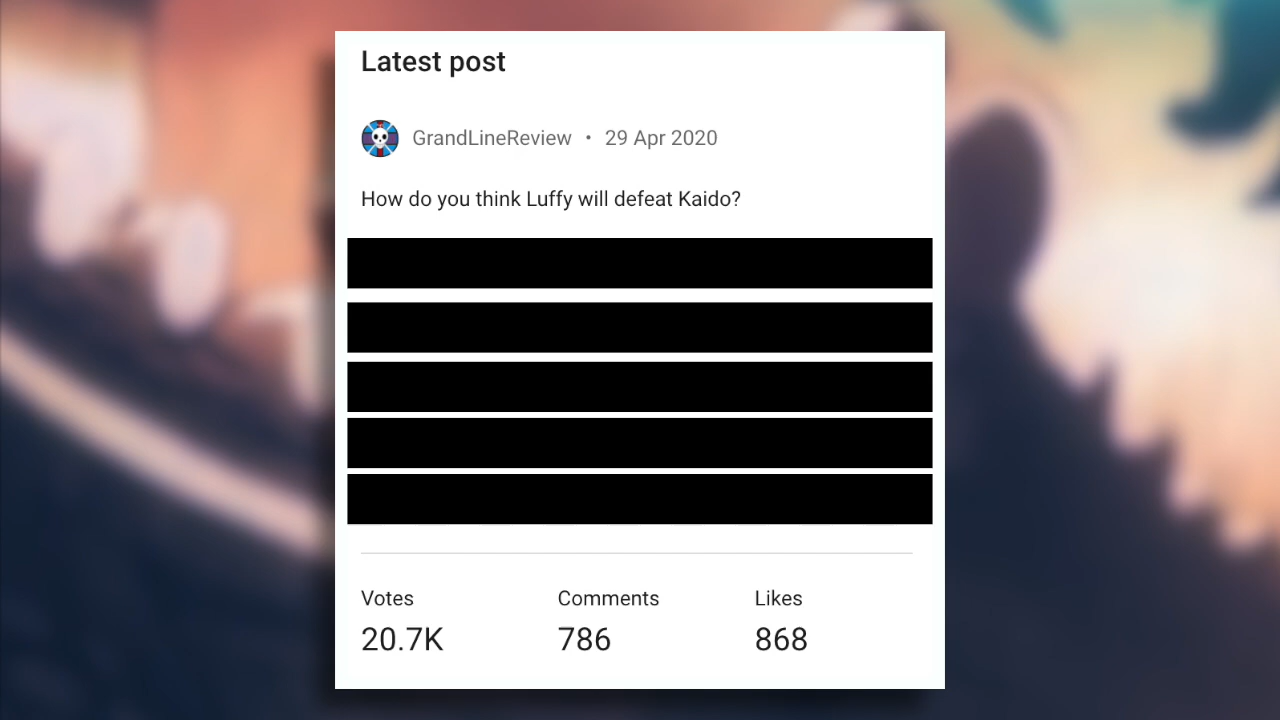 Latest post
GrandLineReview • 29 Apr 2020
How do you think Luffy will defeat Kaido?
Votes Comments Likes
20.7K 786 868